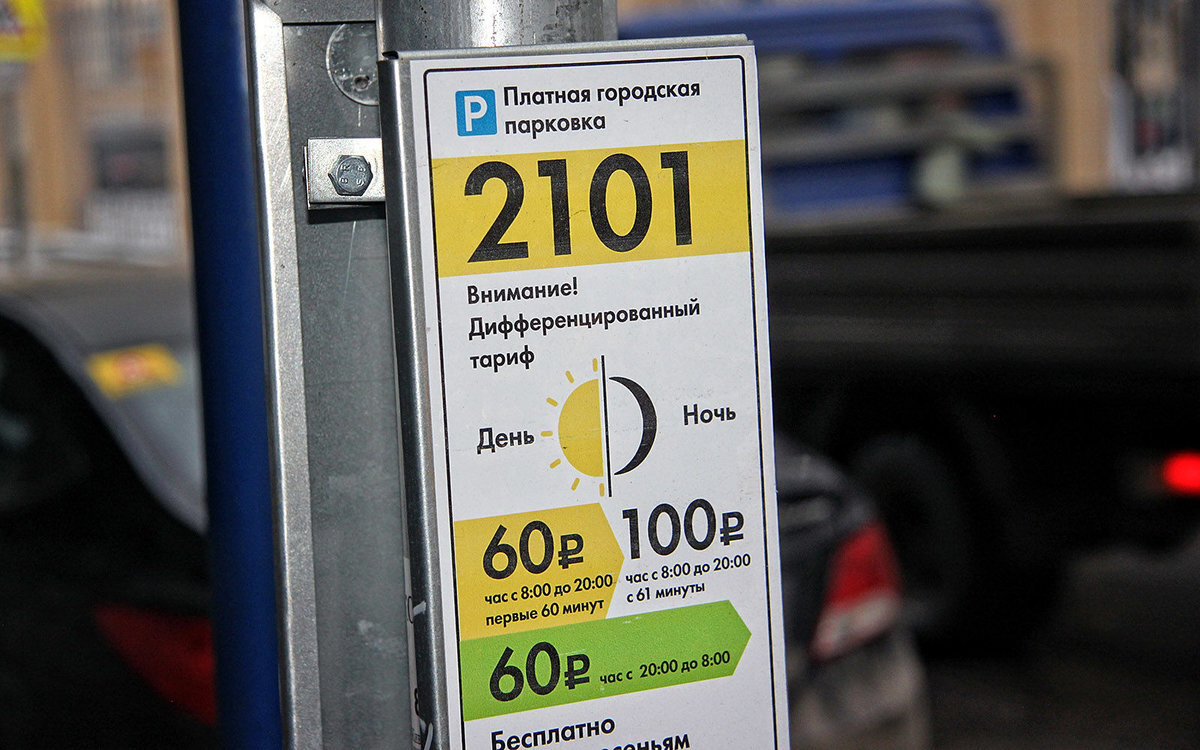 P Платная городская
парковка
2101
Внимание!
Дифференцированный
тариф
День
Ночь
60₽
час с 8:00 до 20:00
первые 60 минут
100₽
час с 8:00 до 20:00
с 61 минуты
60₽ час с 20:00 до 8:00
Бесплатно